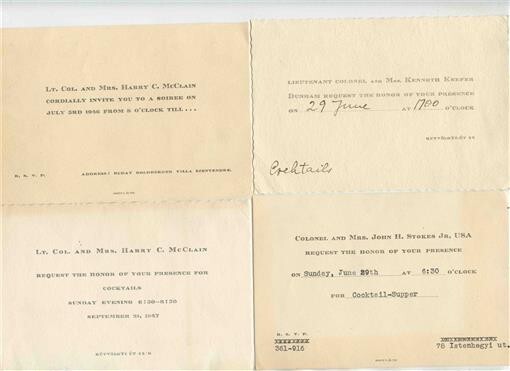 Lt. Col. and Mrs. Harry C. McClain
cordially invite you to a soiree on
July 3rd 1946 from 8 o'clock till...
R. S. V. P.
Address:
Villa Szentendre.
Lieutenant Colonel and Mrs. Kenneth Keefer
Dunham request the honor of your presence
on 29 June at 1700 o'clock
Cocktails
Lt. Col. and Mrs. Harry C. McClain
request the honor of your presence for
cocktails
Sunday evening 6:30-8:30
September 21, 1947
Colonel and Mrs. John H. Stokes Jr, USA
request the honor of your presence
on Sunday, June 29th at 6:30 o'clock
for Cocktail-Supper
R. S. V. P.
361-916
78 Istenhegyi ut.